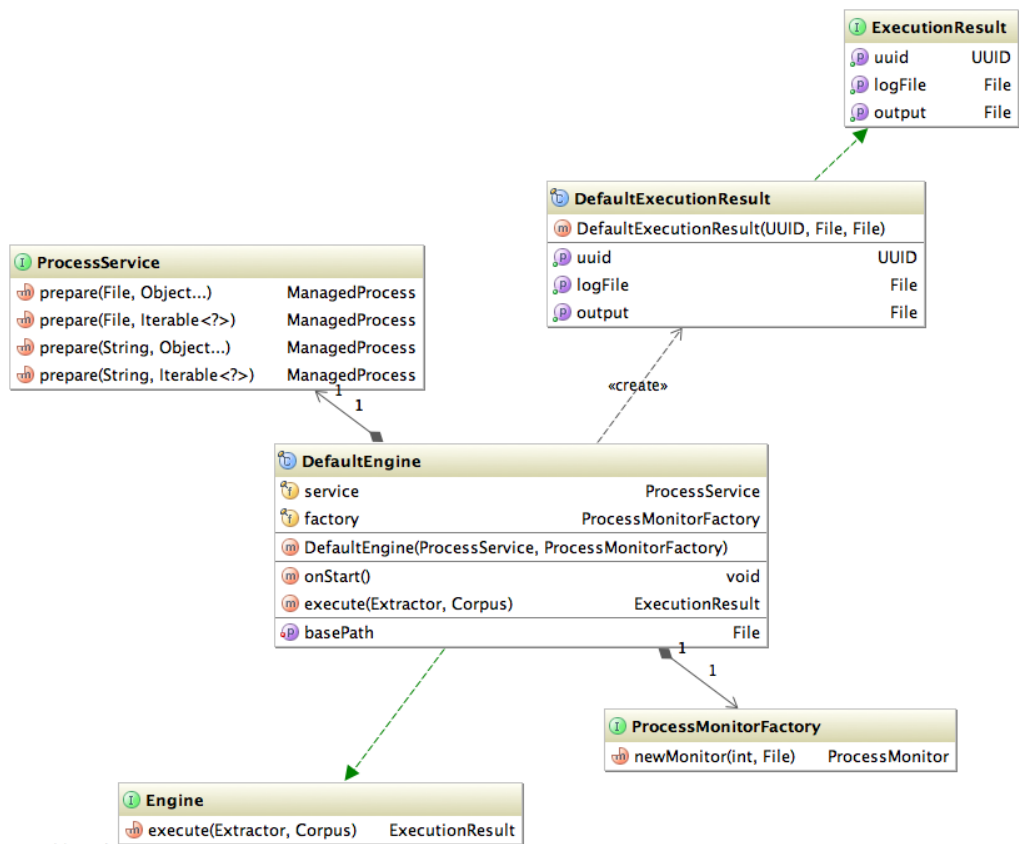 ExecutionResult
uuid UUID
logFile File
output File
DefaultExecutionResult
DefaultExecutionResult(UUID, File, File)
uuid UUID
logFile File
output File
ProcessService
prepare(File, Object...) ManagedProcess
prepare(File, Iterable<?>) ManagedProcess
prepare(String, Object...) ManagedProcess
prepare(String, Iterable<?>) ManagedProcess
1
1
«create»
DefaultEngine
service ProcessService
factory ProcessMonitorFactory
DefaultEngine(ProcessService, ProcessMonitorFactory)
onStart() void
execute(Extractor, Corpus) ExecutionResult
basePath File
1
1
ProcessMonitorFactory
newMonitor(int, File) ProcessMonitor
Engine
execute(Extractor, Corpus) ExecutionResult